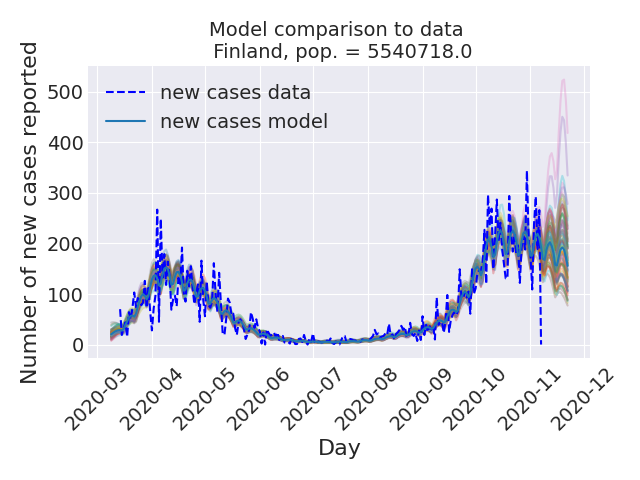 Model comparison to data
Finland, pop. = 5540718.0
Number of new cases reported
500
400
300
200
100
0
new cases data
new cases model
2020-03
2020-04
2020-05
2020-06
2020-07
2020-08
2020-09
2020-10
2020-11
2020-12
Day